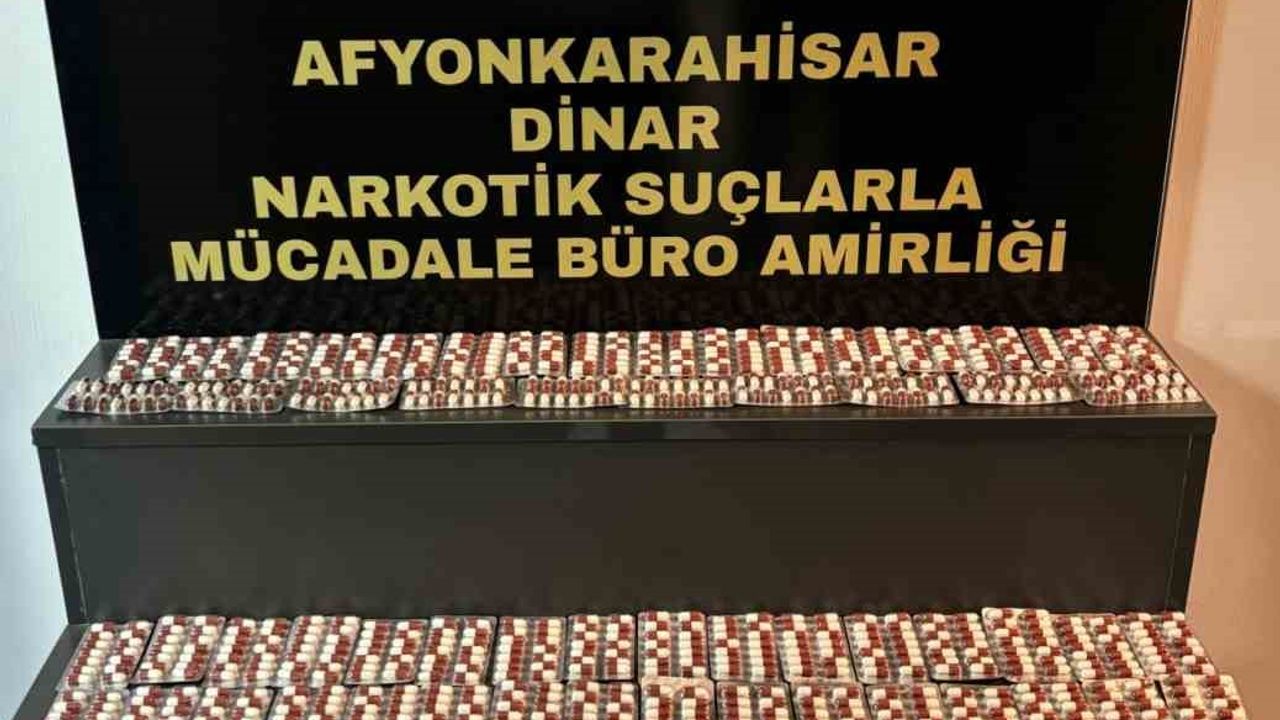 AFYONKARAHİSAR
DİNAR
NARKOTİK SUÇLARLA
MÜCADALE BÜRO AMİRLİĞİ